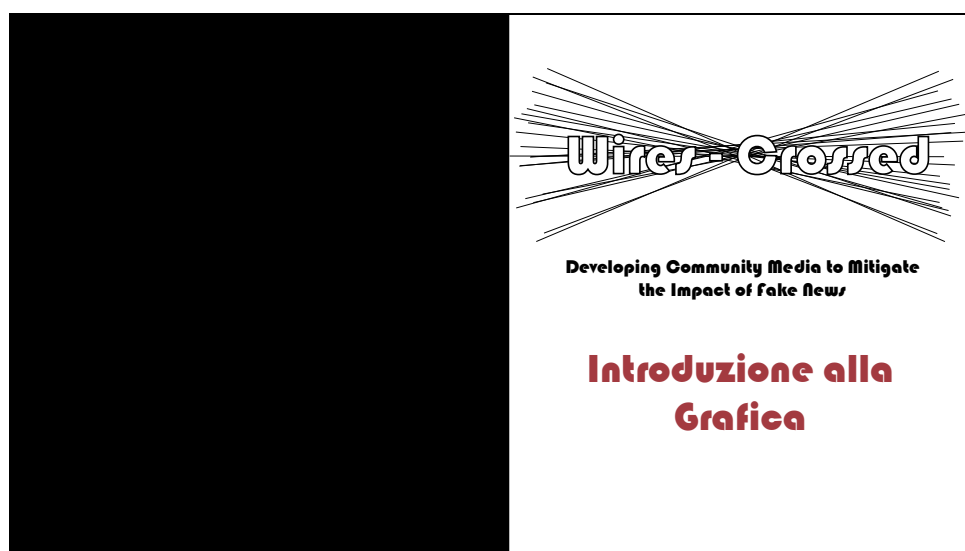 Wires - Crossed
Developing Community Media to Mitigate
the Impact of Fake News
Introduzione alla
Grafica